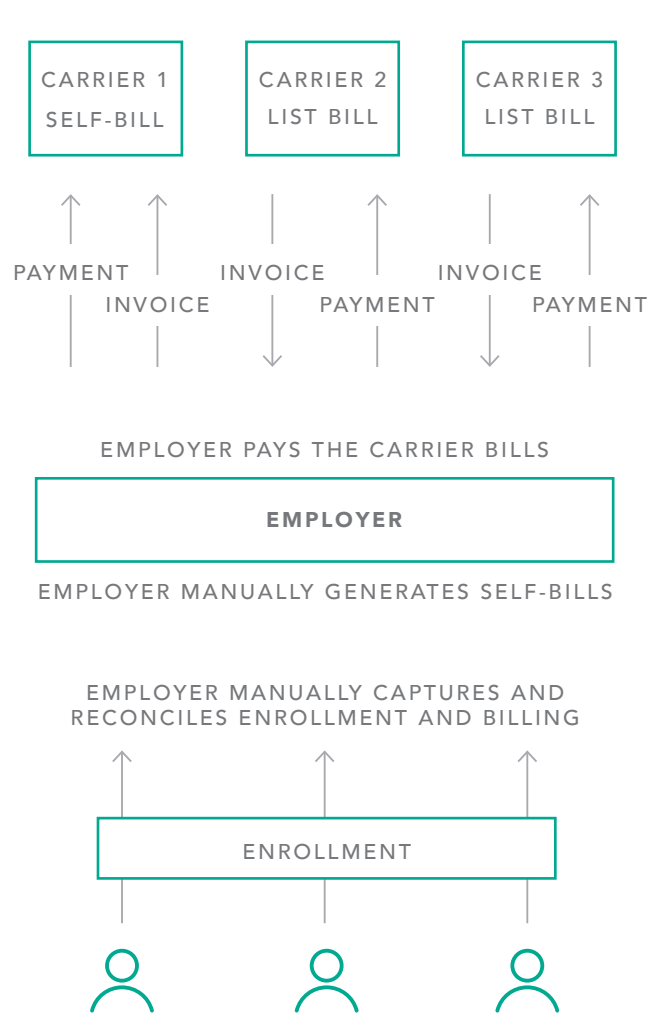 CARRIER 1
SELF-BILL
CARRIER 2
LIST BILL
CARRIER 3
LIST BILL
PAYMENT
INVOICE
INVOICE
PAYMENT
INVOICE
PAYMENT
EMPLOYER PAYS THE CARRIER BILLS
EMPLOYER
EMPLOYER MANUALLY GENERATES SELF-BILLS
EMPLOYER MANUALLY CAPTURES AND
RECONCILES ENROLLMENT AND BILLING
ENROLLMENT